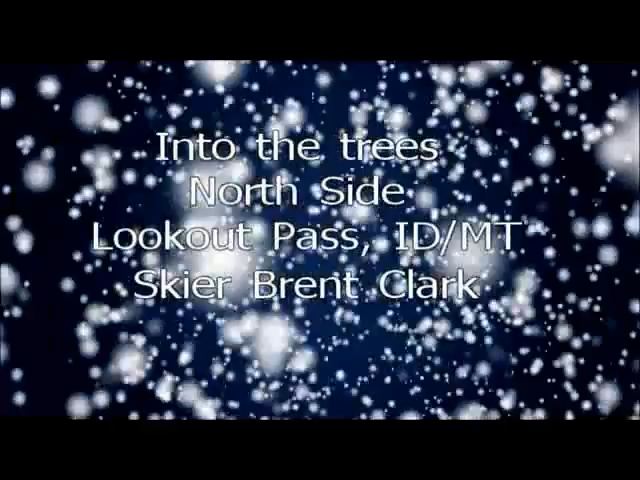 Into the trees
North Side
Lookout Pass, ID/MT
Skier Brent Clark